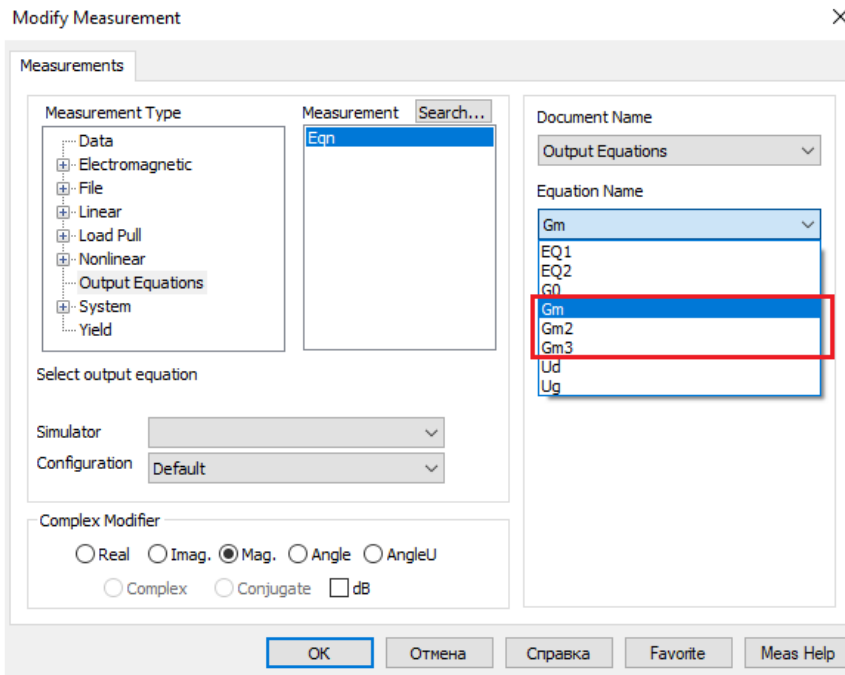 Modify Measurement
Measurements
Measurement Type
Data
Electromagnetic
File
Linear
Load Pull
Nonlinear
Output Equations
System
Yield
Measurement
Search...
Eqn
Select output equation
Simulator
Configuration
Default
Complex Modifier
Real
Imag.
Mag.
Angle
AngleU
Complex
Conjugate
dB
Document Name
Output Equations
Equation Name
Gm
EQ1
EQ2
G0
Gm
Gm2
Gm3
Ud
Ug
OK
Отмена
Справка
Favorite
Meas Help